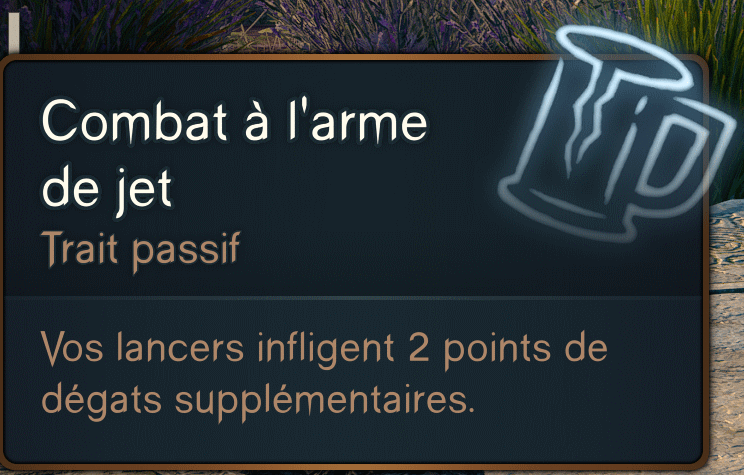 Combat à l'arme
de jet
Trait passif
Vos lancers infligent 2 points de
dégats supplémentaires.